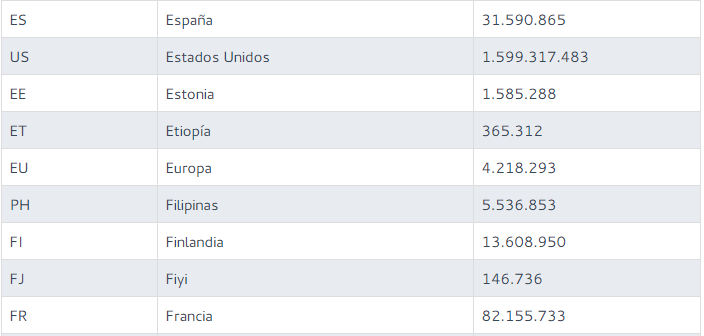 ES España 31.590.865
US Estados Unidos 1.599.317.483
EE Estonia 1.585.288
ET Etiopía 365.312
EU Europa 4.218.293
PH Filipinas 5.536.853
FI Finlandia 13.608.950
FJ Fiyi 146.736
FR Francia 82.155.733